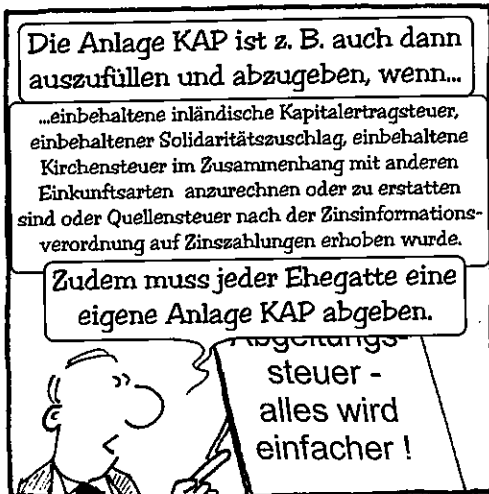 Die Anlage KAP ist z. B. auch dann
auszufüllen und abzugeben, wenn...
...einbehaltene inländische Kapitalertragsteuer,
einbehaltener Solidaritätszuschlag, einbehaltene
Kirchensteuer im Zusammenhang mit anderen
Einkunftsarten anzurechnen oder zu erstatten
sind oder Quellensteuer nach der Zinsinformations-
verordnung auf Zinszahlungen erhoben wurde.
Zudem muss jeder Ehegatte eine
eigene Anlage KAP abgeben.
Abgeltungs-
steuer -
alles wird
einfacher !